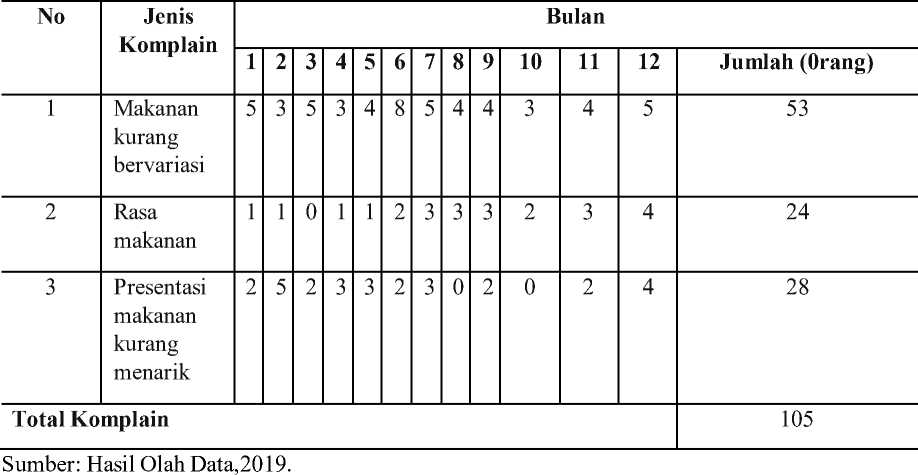 No Jenis Komplain Bulan
1 2 3 4 5 6 7 8 9 10 11 12 Jumlah (0rang)
1 Makanan 5 3 5 3 4 8 5 4 4 3 4 5 53
kurang
bervariasi
2 Rasa 1 1 0 1 1 2 3 3 3 2 3 4 24
makanan
3 Presentasi 2 5 2 3 3 2 3 0 2 0 2 4 28
makanan
kurang
menarik
Total Komplain 105
Sumber: Hasil Olah Data,2019.